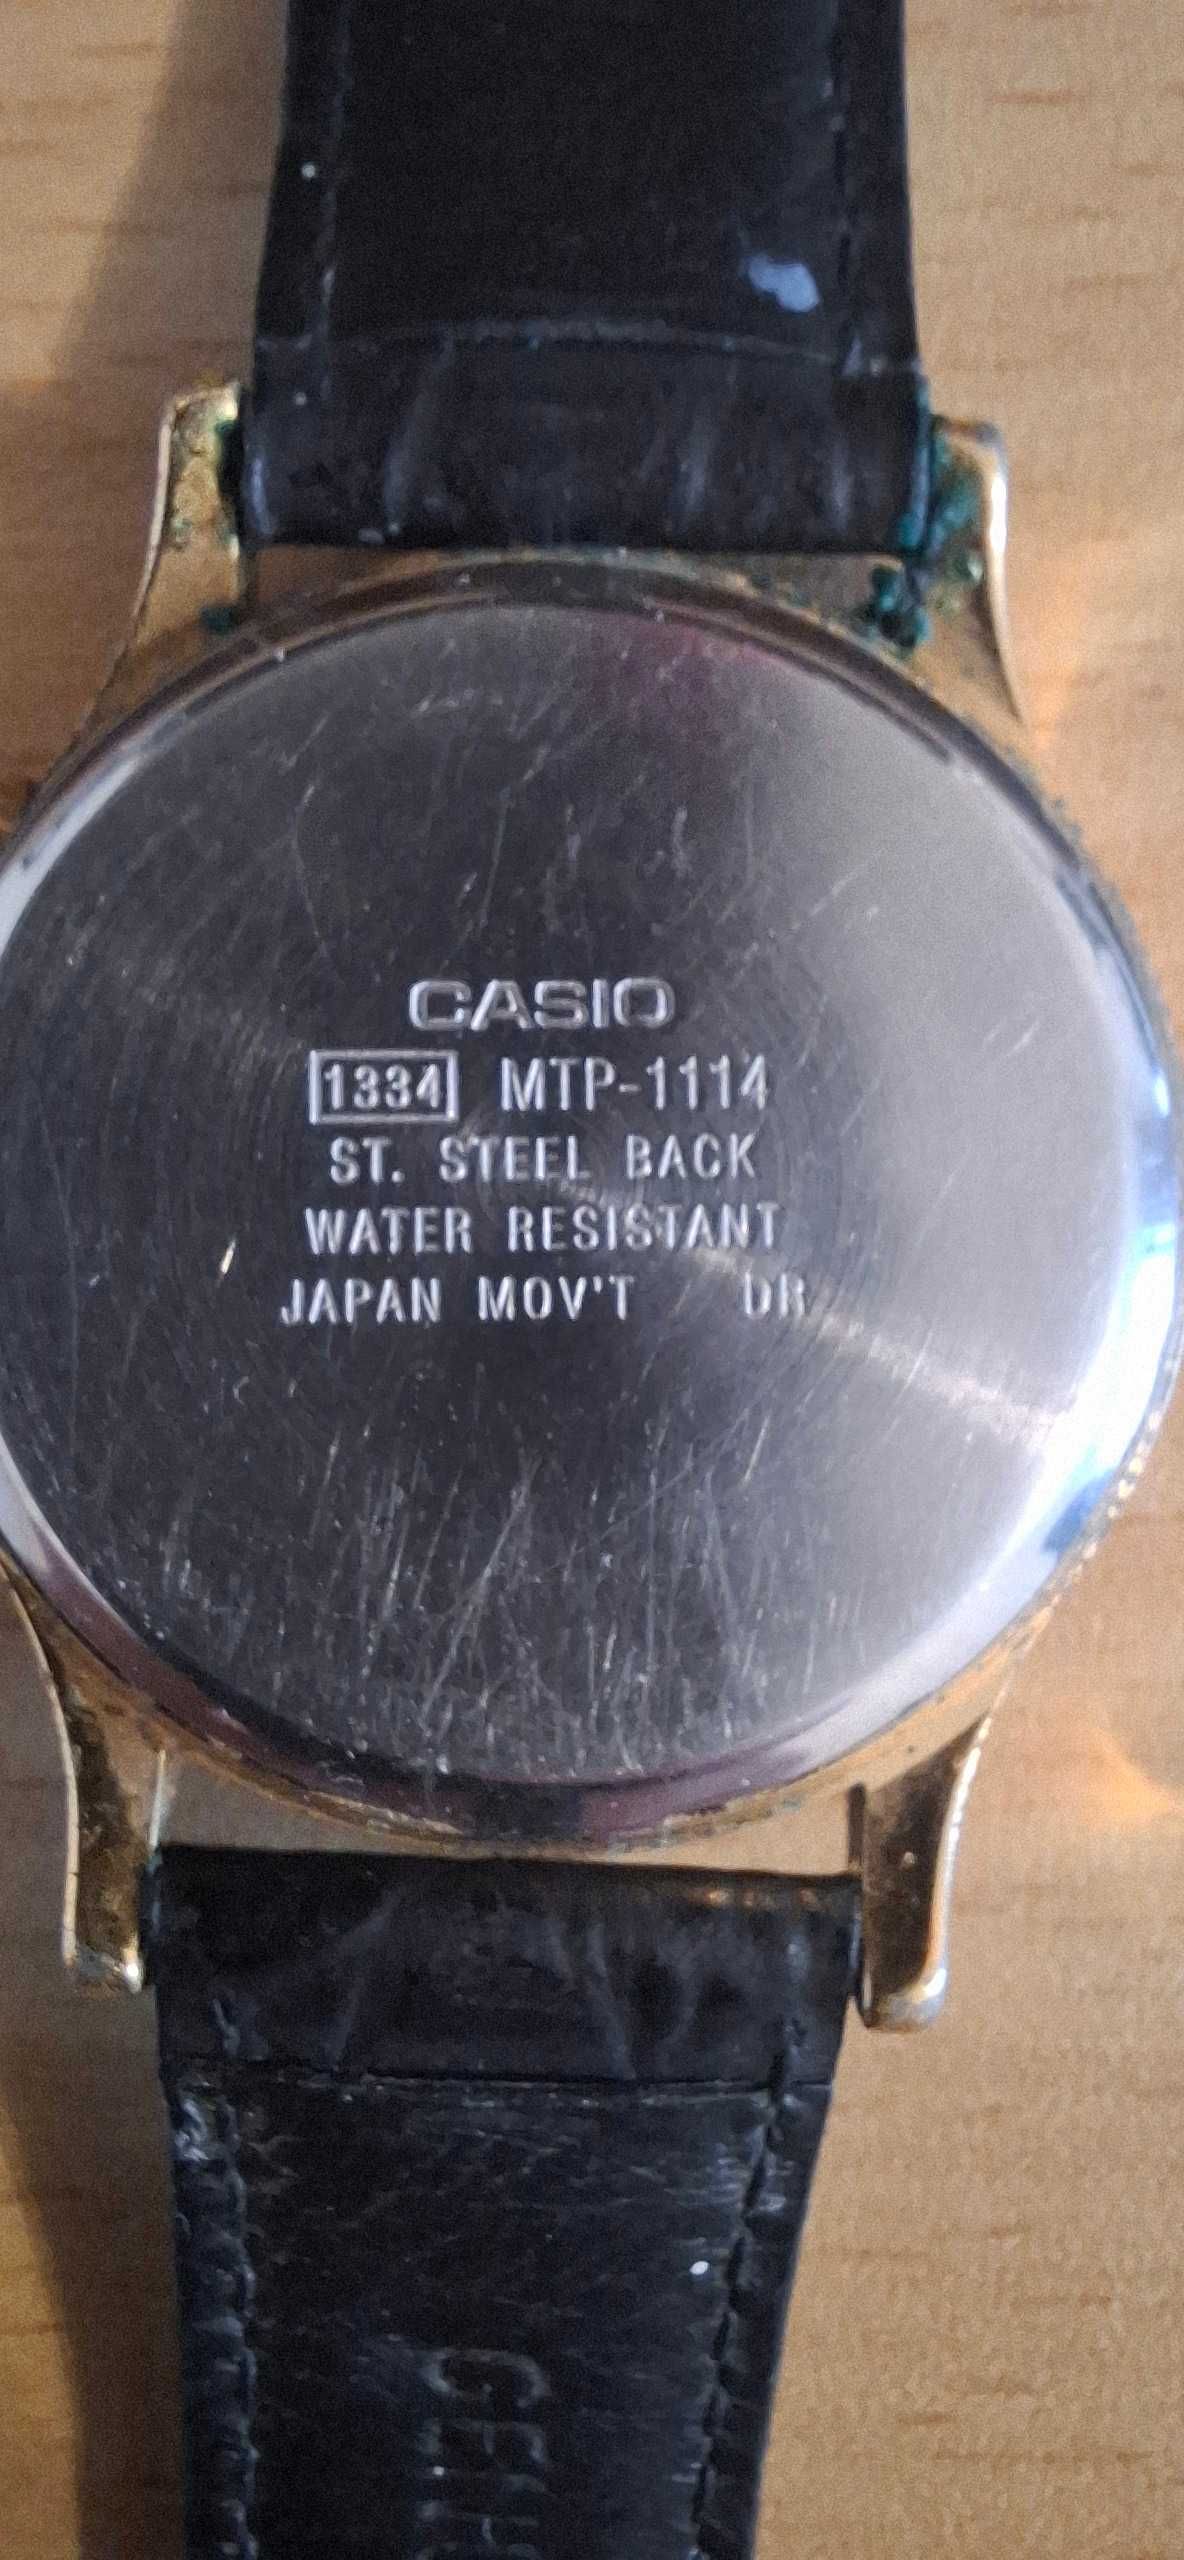 CASIO
1334 MTP-1114
ST. STEEL BACK
WATER RESISTANT
JAPAN MOV'T DR